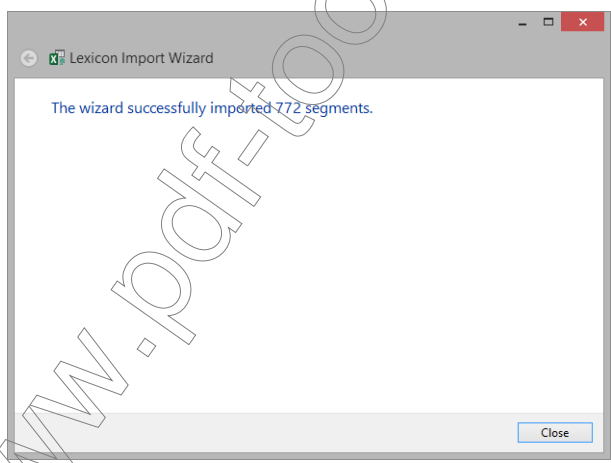 Lexicon Import Wizard
The wizard successfully imported 772 segments.
www.pdf-too
Close